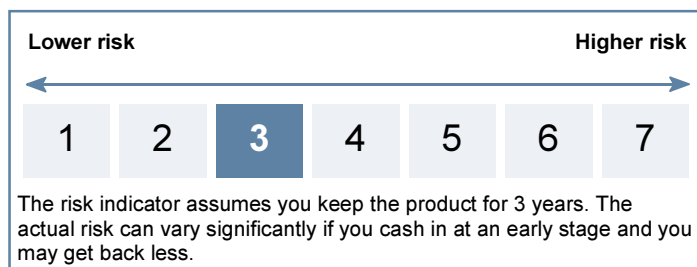 Lower risk Higher risk
1 2 3 4 5 6 7
The risk indicator assumes you keep the product for 3 years. The
actual risk can vary significantly if you cash in at an early stage and you
may get back less.